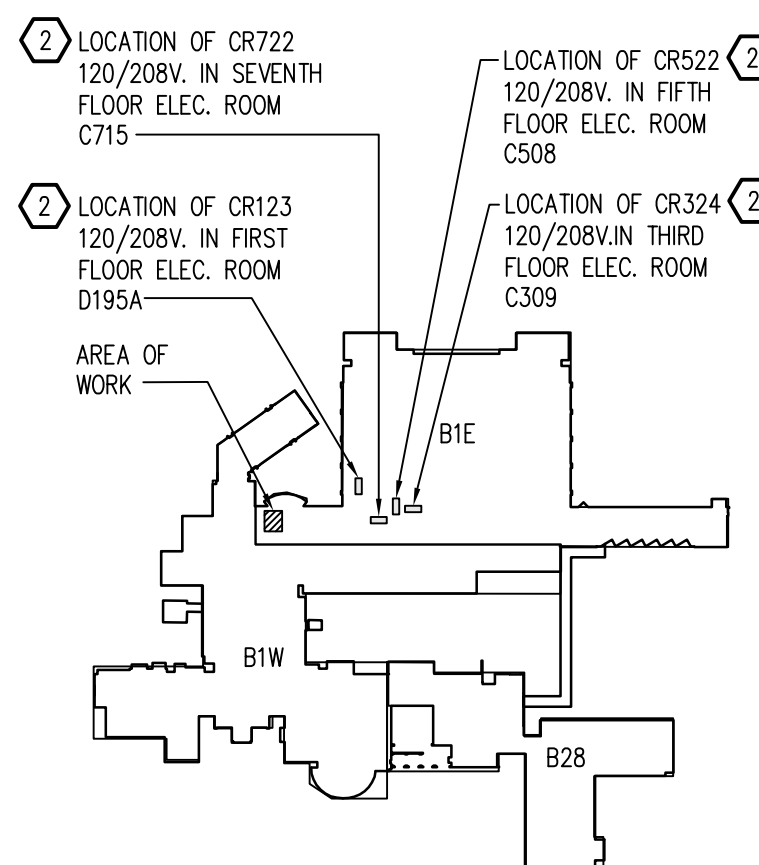 2
LOCATION OF CR722
120/208V. IN SEVENTH
FLOOR ELEC. ROOM
C715
LOCATION OF CR522
2
120/208V. IN FIFTH
FLOOR ELEC. ROOM
C508
2
LOCATION OF CR123
120/208V. IN FIRST
FLOOR ELEC. ROOM
D195A
LOCATION OF CR324
2
120/208V.IN THIRD
FLOOR ELEC. ROOM
C309
AREA OF
WORK
B1E
B1W
B28